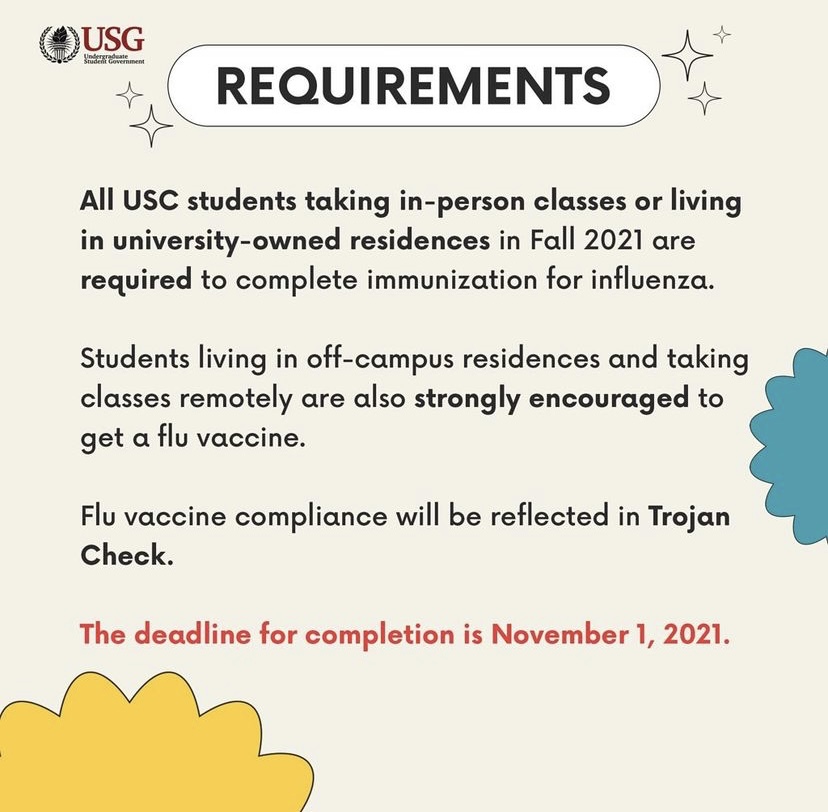 USG
Undergraduate
Student Government
REQUIREMENTS
All USC students taking in-person classes or living
in university-owned residences in Fall 2021 are
required to complete immunization for influenza.
Students living in off-campus residences and taking
classes remotely are also strongly encouraged to
get a flu vaccine.
Flu vaccine compliance will be reflected in Trojan
Check.
The deadline for completion is November 1, 2021.